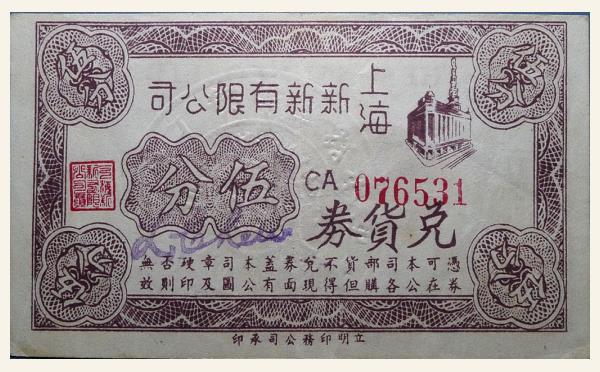 上海新新有限公司
伍分
CA 076531
兌貨券
憑券可在本公司各部購貨但不得兌現券面蓋有本公司圖章及硬印否則無效
立明印務公司承印